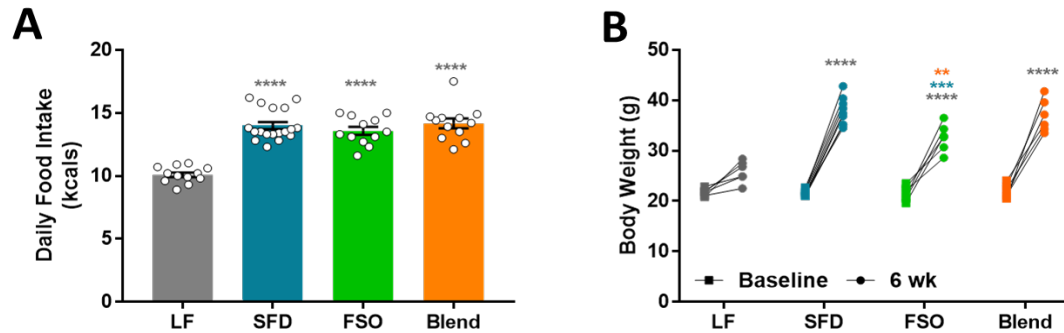 A
Daily Food Intake
(kcals)
20
15
10
5
0
****
****
****
LF SFD FSO Blend
B
Body Weight (g)
50
40
30
20
10
0
****
**
***
****
****
Baseline 6 wk
LF SFD FSO Blend